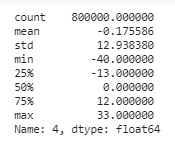 count    800000.000000
mean         -0.175586
std          12.938380
min         -40.000000
25%         -13.000000
50%           0.000000
75%          12.000000
max          33.000000
Name: 4, dtype: float64